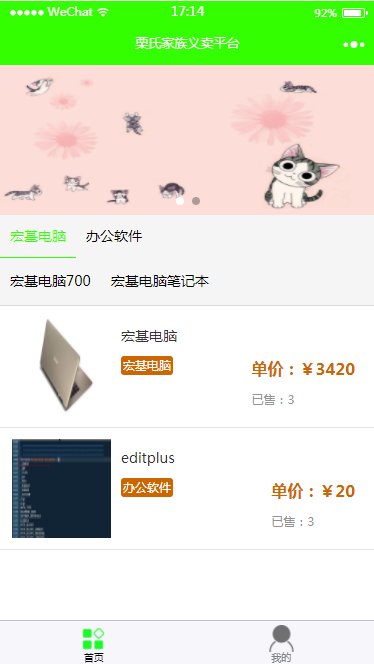 WeChat 17:14 92%
栗氏家族义卖平台
宏基电脑 办公软件
宏基电脑700 宏基电脑笔记本
宏基电脑
宏基电脑
单价：￥3420
已售：3
editplus
办公软件
单价：￥20
已售：3
首页 我的